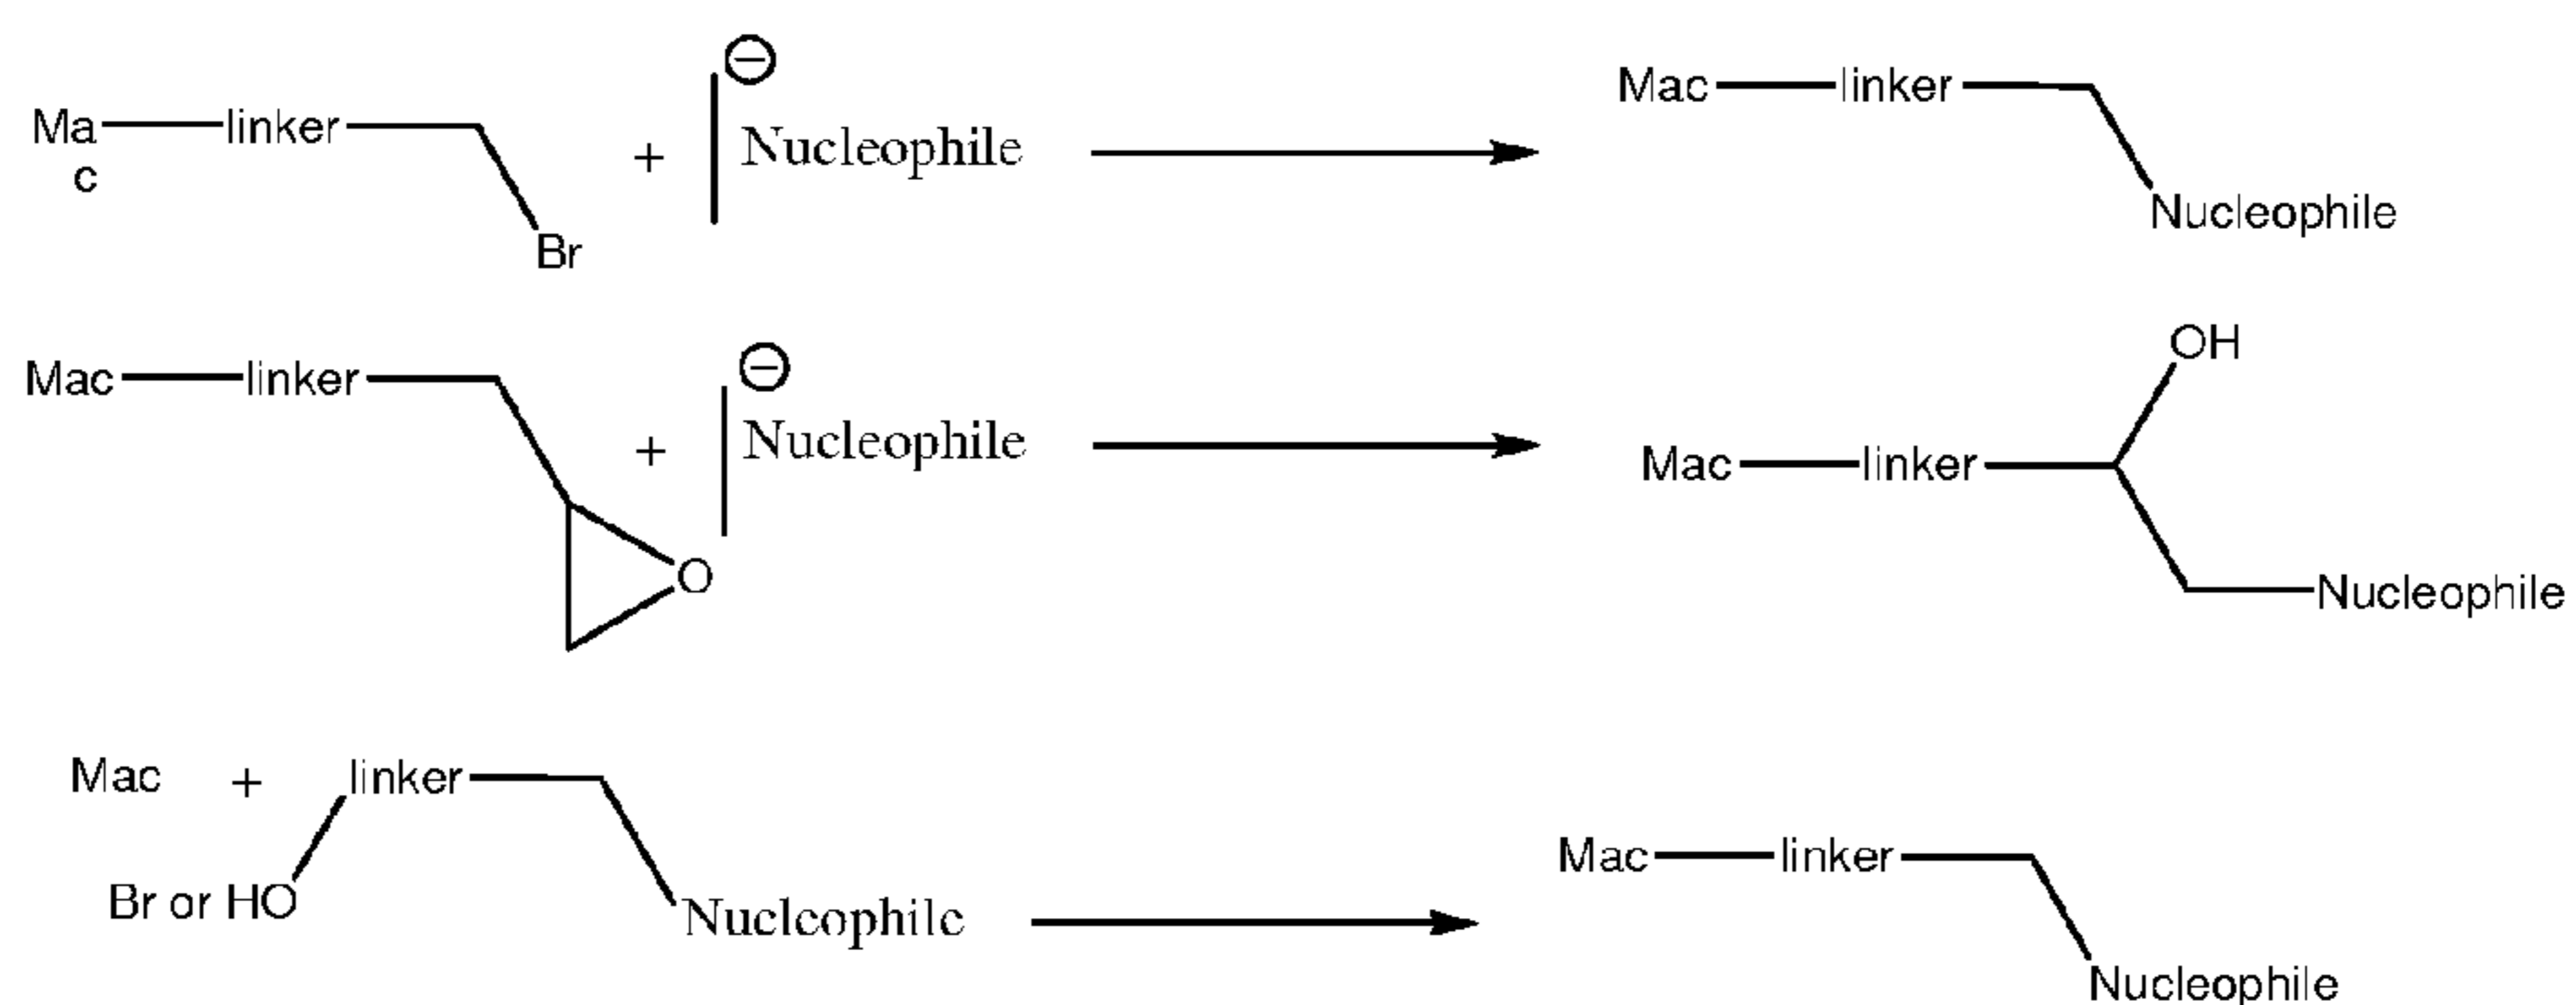 Mac linker Br + ⊖ Nucleophile Mac linker Nucleophile
Mac linker O + ⊖ Nucleophile Mac linker OH Nucleophile
Mac + linker Br or HO Nucleophile Mac linker Nucleophile